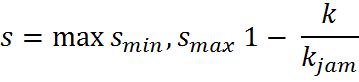 s = max s_min, s_max 1 − k/k_jam